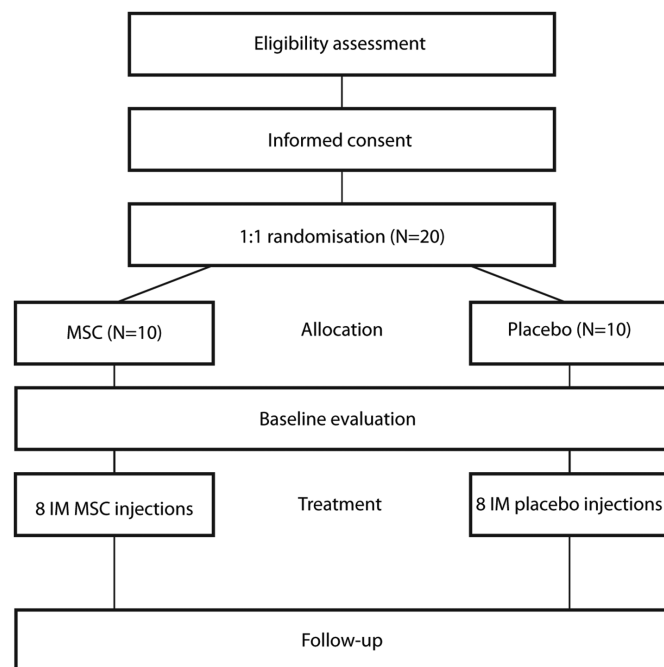 Eligibility assessment
Informed consent
1:1 randomisation (N=20)
MSC (N=10)
Allocation
Placebo (N=10)
Baseline evaluation
8 IM MSC injections
Treatment
8 IM placebo injections
Follow-up